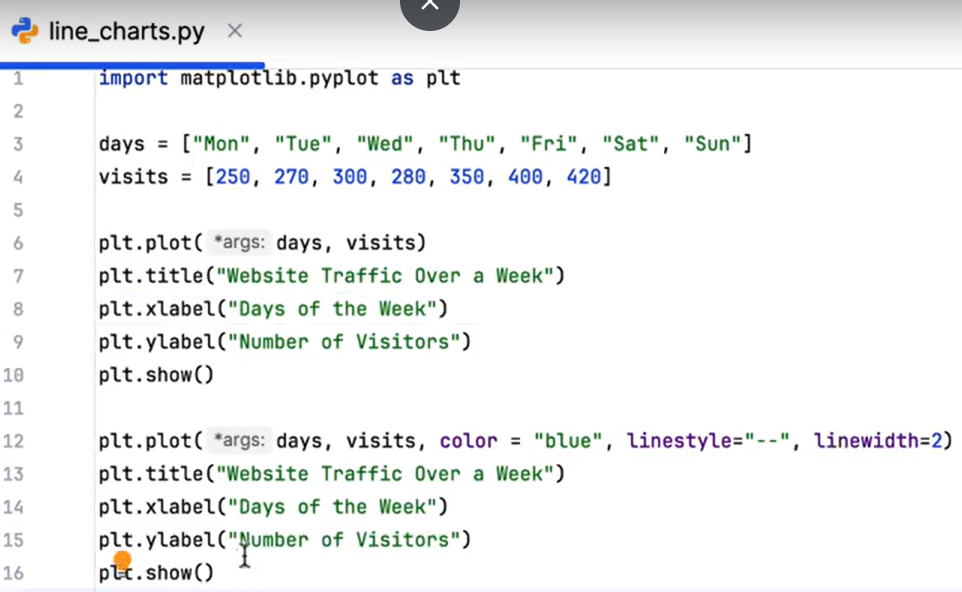 line_charts.py
1 import matplotlib.pyplot as plt
2
3 days = ["Mon", "Tue", "Wed", "Thu", "Fri", "Sat", "Sun"]
4 visits = [250, 270, 300, 280, 350, 400, 420]
5
6 plt.plot( *args: days, visits)
7 plt.title("Website Traffic Over a Week")
8 plt.xlabel("Days of the Week")
9 plt.ylabel("Number of Visitors")
10 plt.show()
11
12 plt.plot( *args: days, visits, color = "blue", linestyle="--", linewidth=2)
13 plt.title("Website Traffic Over a Week")
14 plt.xlabel("Days of the Week")
15 plt.ylabel("Number of Visitors")
16 plt.show()